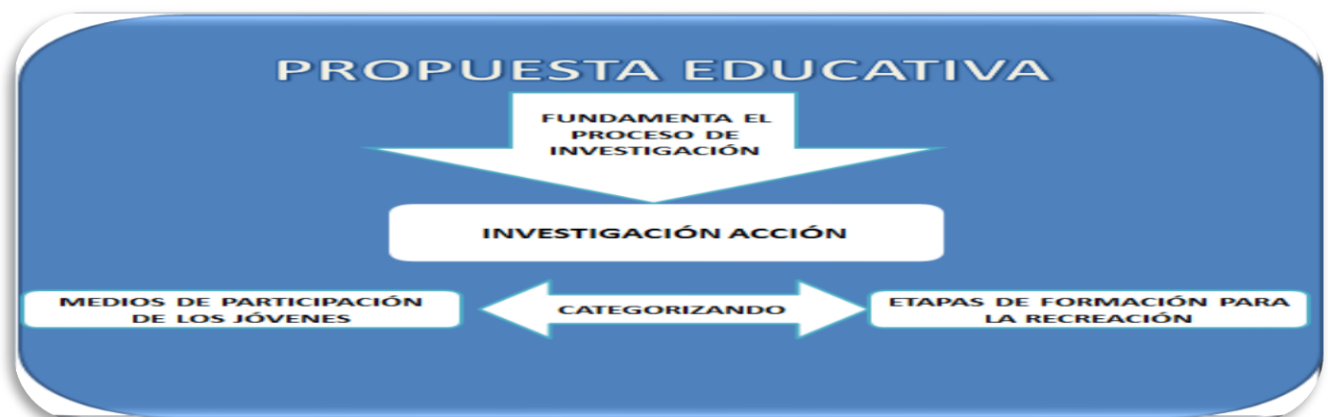 PROPUESTA EDUCATIVA
FUNDAMENTA EL
PROCESO DE
INVESTIGACIÓN
INVESTIGACIÓN ACCIÓN
MEDIOS DE PARTICIPACIÓN
DE LOS JÓVENES
CATEGORIZANDO
ETAPAS DE FORMACIÓN PARA
LA RECREACIÓN